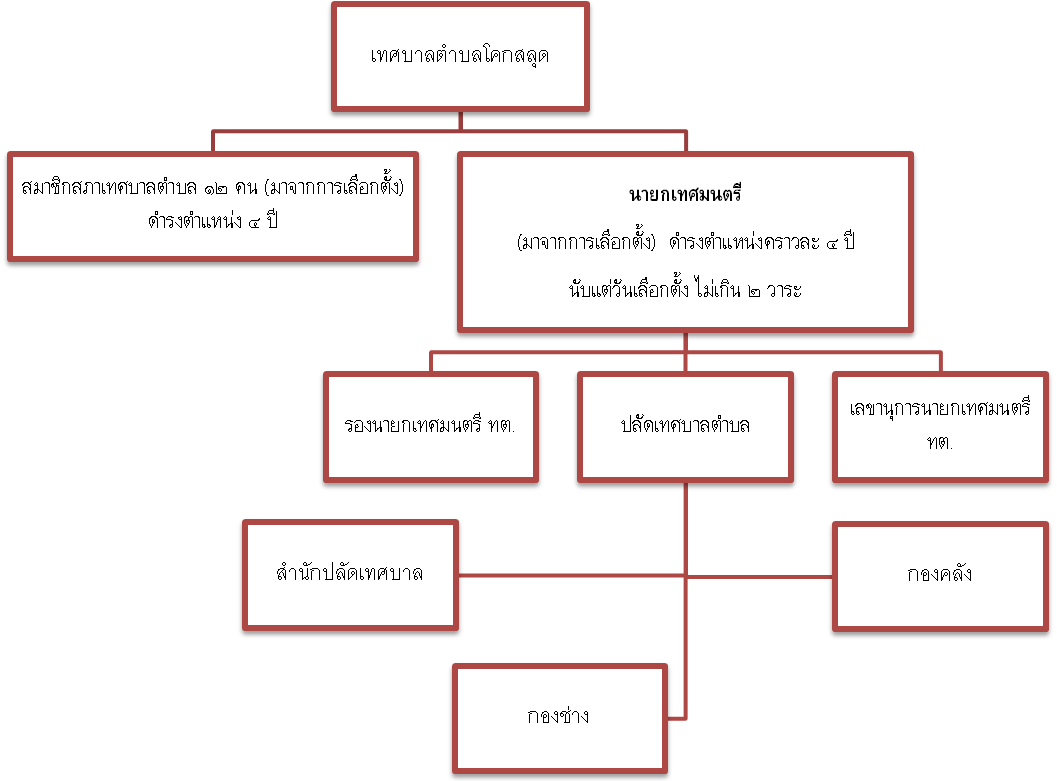 เทศบาลตำบลโคกสลุด
สมาชิกสภาเทศบาลตำบล ๑๒ คน (มาจากการเลือกตั้ง)
ดำรงตำแหน่ง ๔ ปี
นายกเทศมนตรี
(มาจากการเลือกตั้ง) ดำรงตำแหน่งคราวละ ๔ ปี
นับแต่วันเลือกตั้ง ไม่เกิน ๒ วาระ
รองนายกเทศมนตรี ทต.
ปลัดเทศบาลตำบล
เลขานุการนายกเทศมนตรี
ทต.
สำนักปลัดเทศบาล
กองคลัง
กองช่าง